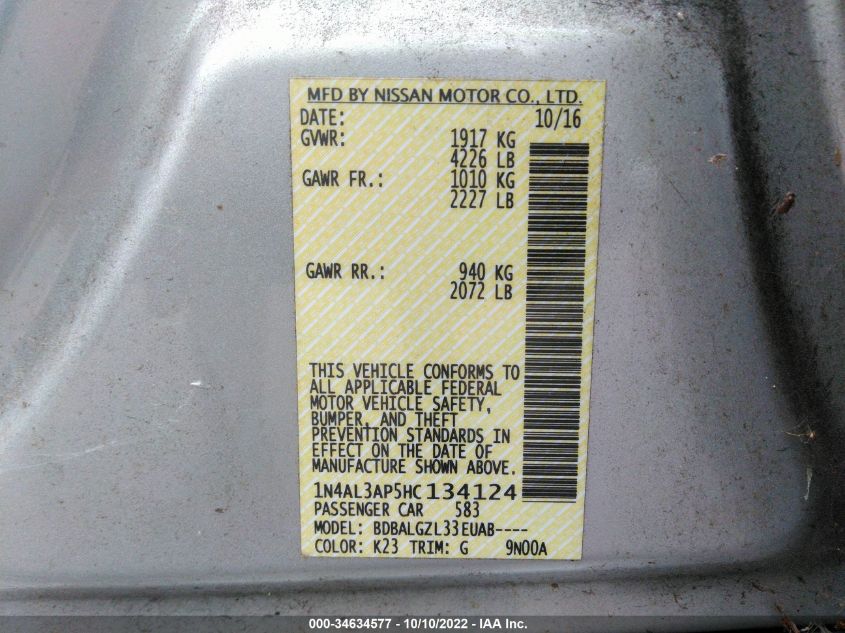 MFD BY NISSAN MOTOR CO., LTD.
DATE: 10/16
GVWR: 1917 KG
4226 LB
GAWR FR.: 1010 KG
2227 LB
GAWR RR.: 940 KG
2072 LB
THIS VEHICLE CONFORMS TO
ALL APPLICABLE FEDERAL
MOTOR VEHICLE SAFETY,
BUMPER, AND THEFT
PREVENTION STANDARDS IN
EFFECT ON THE DATE OF
MANUFACTURE SHOWN ABOVE.
1N4AL3AP5HC134124
PASSENGER CAR 583
MODEL: BDBALGZL33EUAB----
COLOR: K23 TRIM: G 9N00A
000-34634577 - 10/10/2022 - IAA Inc.